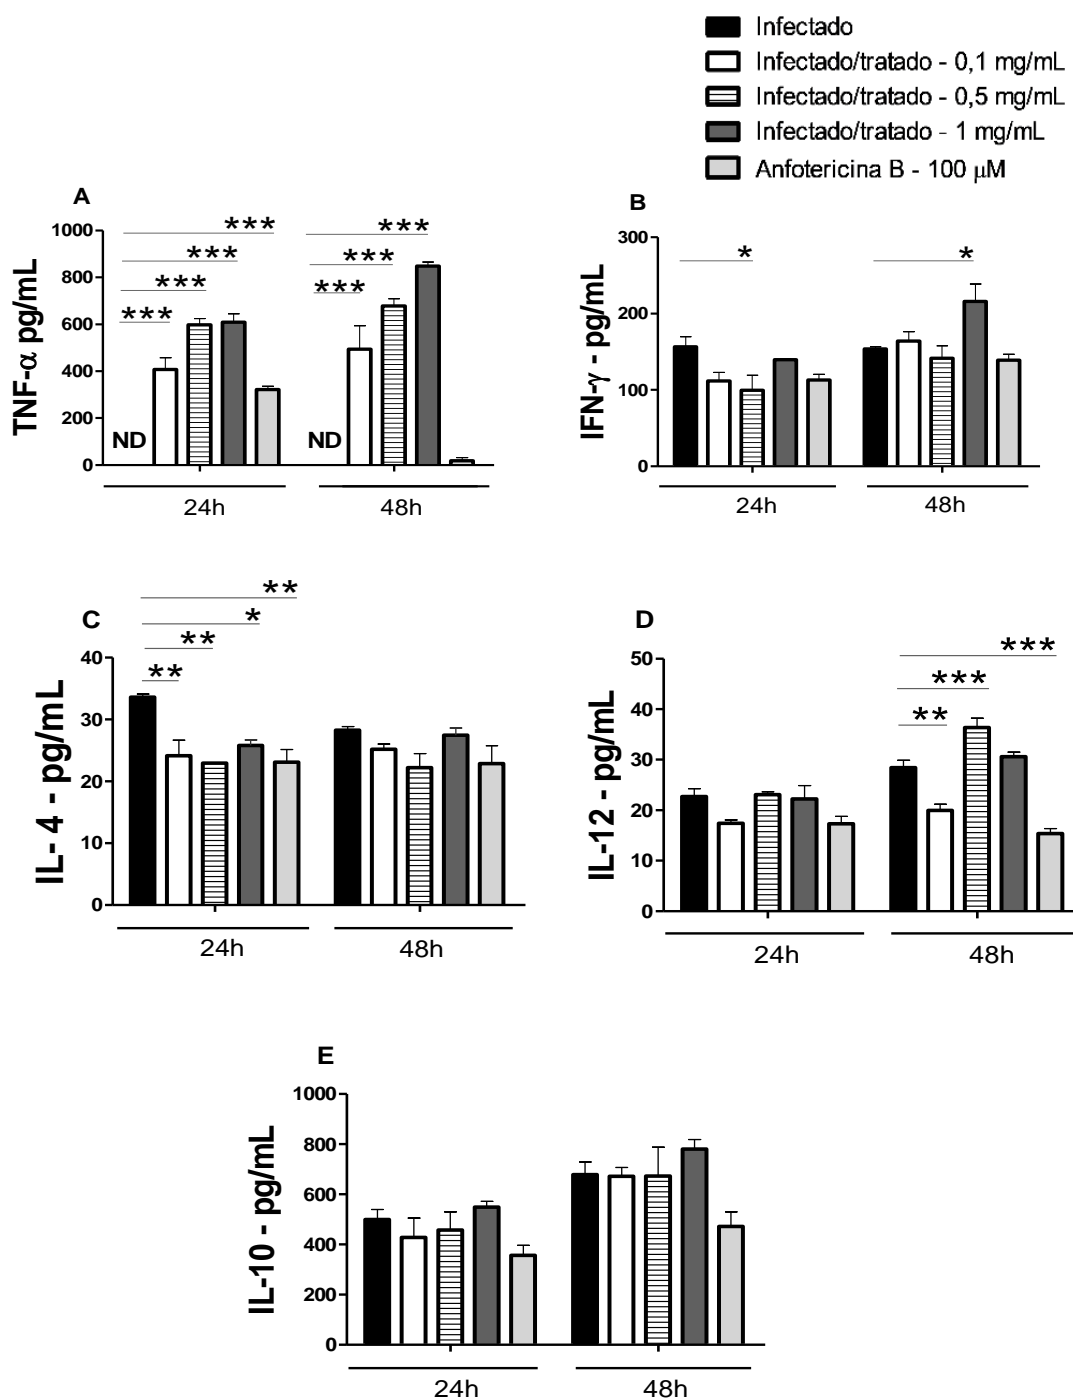 Infectado
Infectado/tratado - 0,1 mg/mL
Infectado/tratado - 0,5 mg/mL
Infectado/tratado - 1 mg/mL
Anfotericina B - 100 µM
A
TNF-α pg/mL
1000
800
600
400
200
0
***
***
***
***
ND
***
***
***
ND
24h
48h
B
IFN-γ - pg/mL
300
200
100
0
*
*
24h
48h
C
IL- 4 - pg/mL
40
30
20
10
0
**
*
**
**
24h
48h
D
IL-12 - pg/mL
50
40
30
20
10
0
***
***
**
24h
48h
E
IL-10 - pg/mL
1000
800
600
400
200
0
24h
48h